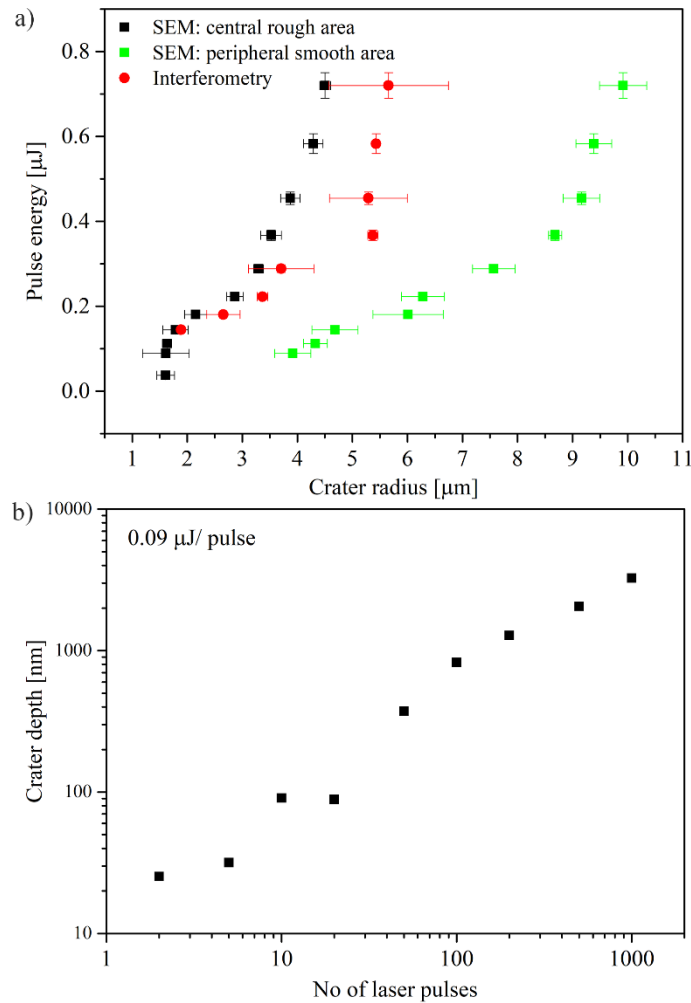 a)
SEM: central rough area
SEM: peripheral smooth area
Interferometry
0.8
0.6
0.4
0.2
0.0
Pulse energy [μJ]
1 2 3 4 5 6 7 8 9 10 11
Crater radius [μm]
b)
0.09 μJ/ pulse
10000
1000
100
10
Crater depth [nm]
1 10 100 1000
No of laser pulses